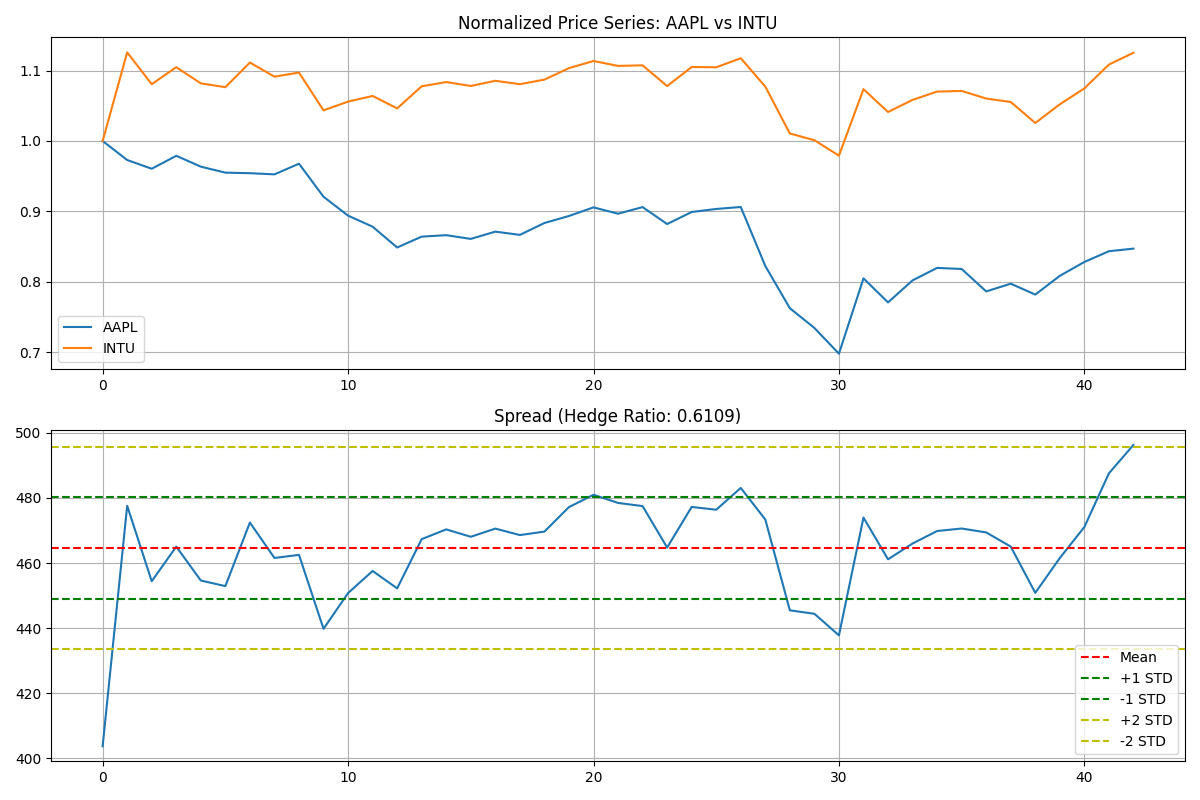 Normalized Price Series: AAPL vs INTU
1.1
1.0
0.9
0.8
0.7
AAPL
INTU
0 10 20 30 40
Spread (Hedge Ratio: 0.6109)
500
480
460
440
420
400
Mean
+1 STD
-1 STD
+2 STD
-2 STD
0 10 20 30 40